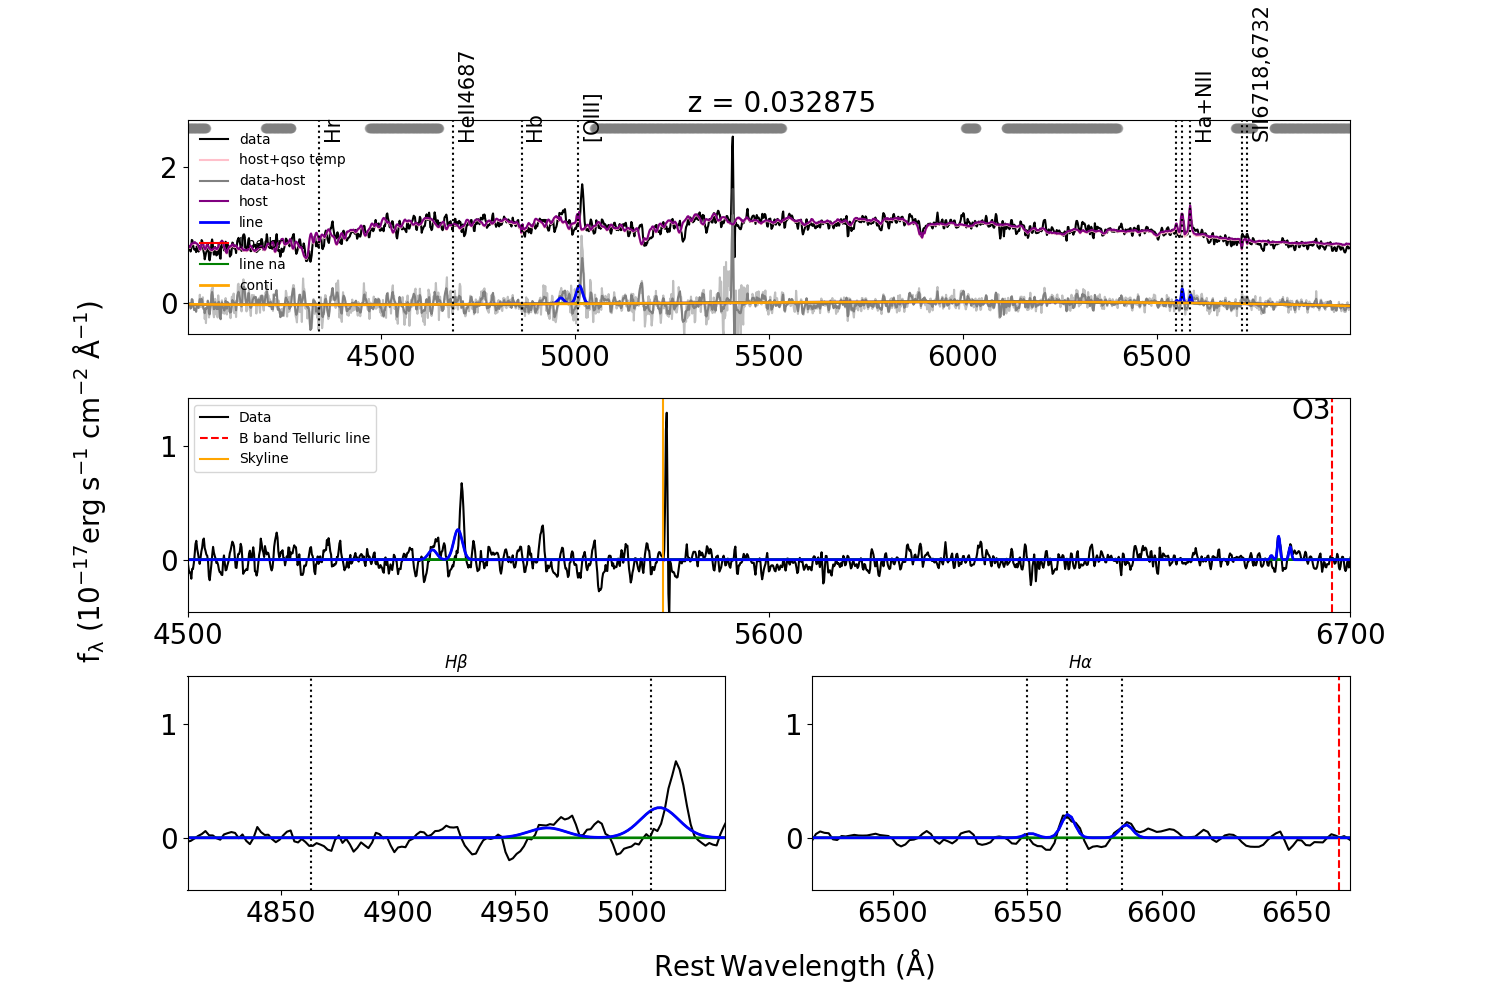 z = 0.032875
Hr
HeII4687
Hb
[OIII]
Ha+NII
SII6718,6732
data
host+qso temp
data-host
host
line
line na
conti
2
0
4500
5000
5500
6000
6500
fλ (10⁻¹⁷erg s⁻¹ cm⁻² Å⁻¹)
Data
B band Telluric line
Skyline
O3
1
0
4500
5600
6700
Hβ
1
0
4850
4900
4950
5000
Hα
1
0
6500
6550
6600
6650
Rest Wavelength (Å)